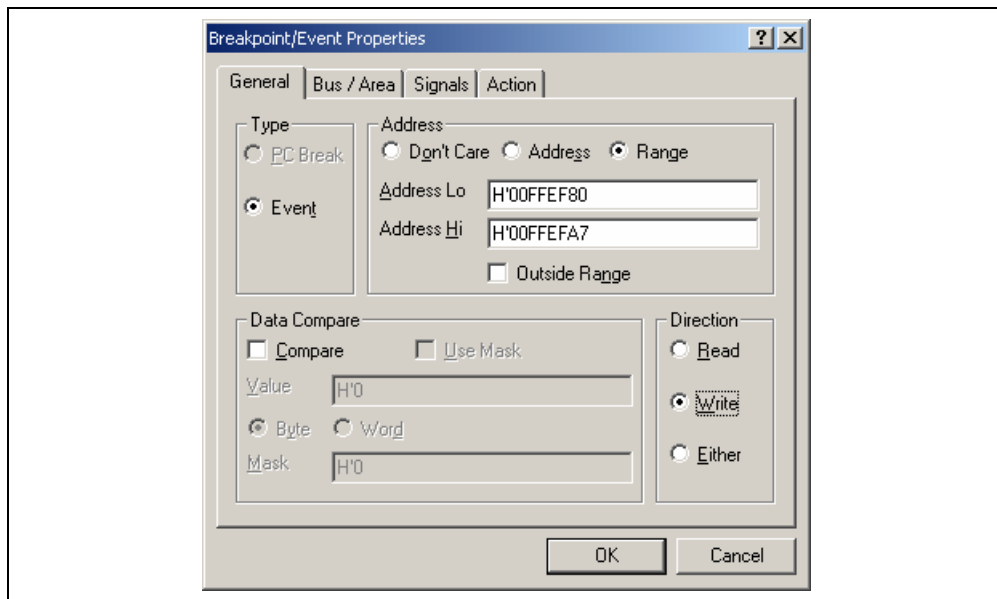 Breakpoint/Event Properties
General Bus / Area Signals Action
Type
PC Break
Event
Address
Don't Care Address Range
Address Lo H'00FFEF80
Address Hi H'00FFEFA7
Outside Range
Data Compare
Compare Use Mask
Value H'0
Byte Word
Mask H'0
Direction
Read
Write
Either
OK Cancel